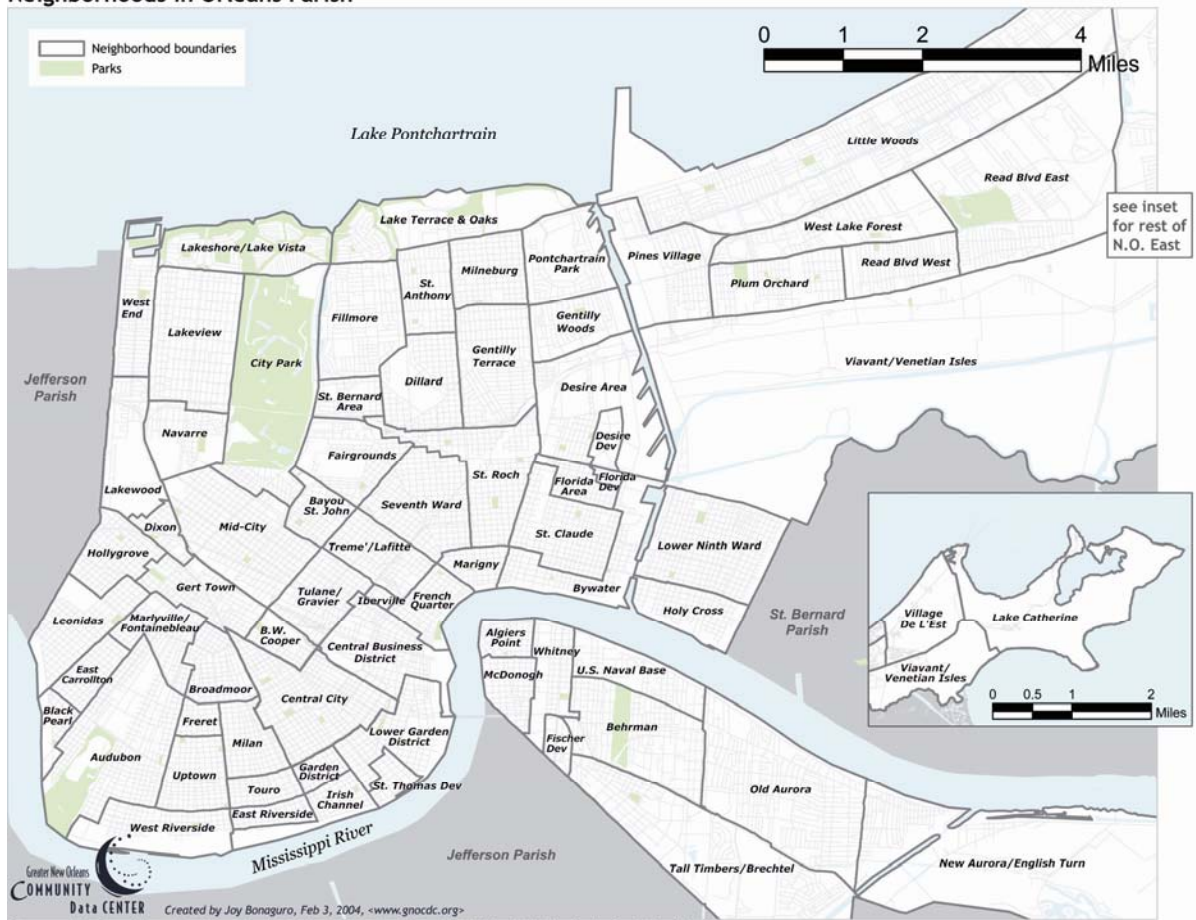 Neighborhoods in Orleans Parish
Neighborhood boundaries
Parks
0 1 2 4
Miles
Lake Pontchartrain
Little Woods
Read Blvd East
see inset
for rest of
N.O. East
Lake Terrace & Oaks
Lakeshore/Lake Vista
West Lake Forest
Pontchartrain
Park
Pines Village
Read Blvd West
Milneburg
Plum Orchard
St.
Anthony
West
End
Lakeview
Fillmore
Gentilly
Woods
City Park
Gentilly
Terrace
Viavant/Venetian Isles
Jefferson
Parish
Dillard
Desire Area
St. Bernard
Area
Navarre
Desire
Dev
Fairgrounds
St. Roch
Lakewood
Florida
Area
Florida
Dev
Bayou
St. John
Seventh Ward
Dixon
Mid-City
St. Claude
Lower Ninth Ward
Hollygrove
Treme'/Lafitte
Marigny
Gert Town
Tulane/
Gravier
Iberville
French
Quarter
Bywater
Holy Cross
St. Bernard
Parish
Leonidas
Marlyville/
Fontainebleau
B.W.
Cooper
Central Business
District
Algiers
Point
Whitney
U.S. Naval Base
East
Carrollton
Broadmoor
Central City
McDonogh
Black
Pearl
Freret
Milan
Lower Garden
District
Fischer
Dev
Behrman
Audubon
Uptown
Garden
District
Touro
Irish
Channel
St. Thomas Dev
Old Aurora
East Riverside
West Riverside
Mississippi River
Jefferson Parish
Tall Timbers/Brechtel
New Aurora/English Turn
Village
De L'Est
Lake Catherine
Viavant/
Venetian Isles
0 0.5 1 2
Miles
Greater New Orleans
COMMUNITY
Data CENTER
Created by Joy Bonaguro, Feb 3, 2004, <www.gnocdc.org>